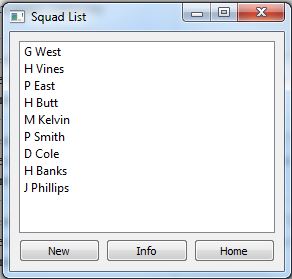 Squad List
G West
H Vines
P East
H Butt
M Kelvin
P Smith
D Cole
H Banks
J Phillips
New Info Home